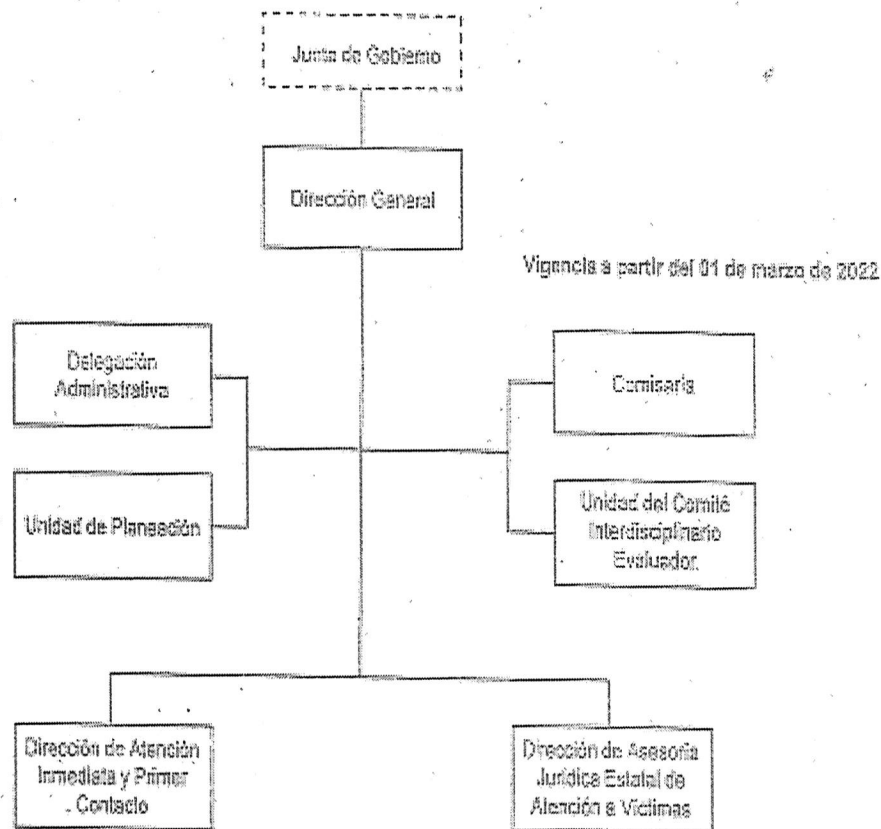 Junta de Gobierno
Dirección General
Vigencia a partir del 01 de marzo de 2022
Delegación
Administrativa
Comisaría
Unidad de Planeación
Unidad del Comité
Interdisciplinario
Evaluador.
Dirección de Atención
Inmediata y Primer
Contacto
Dirección de Asesoría
Jurídica Estatal de
Atención a Víctimas